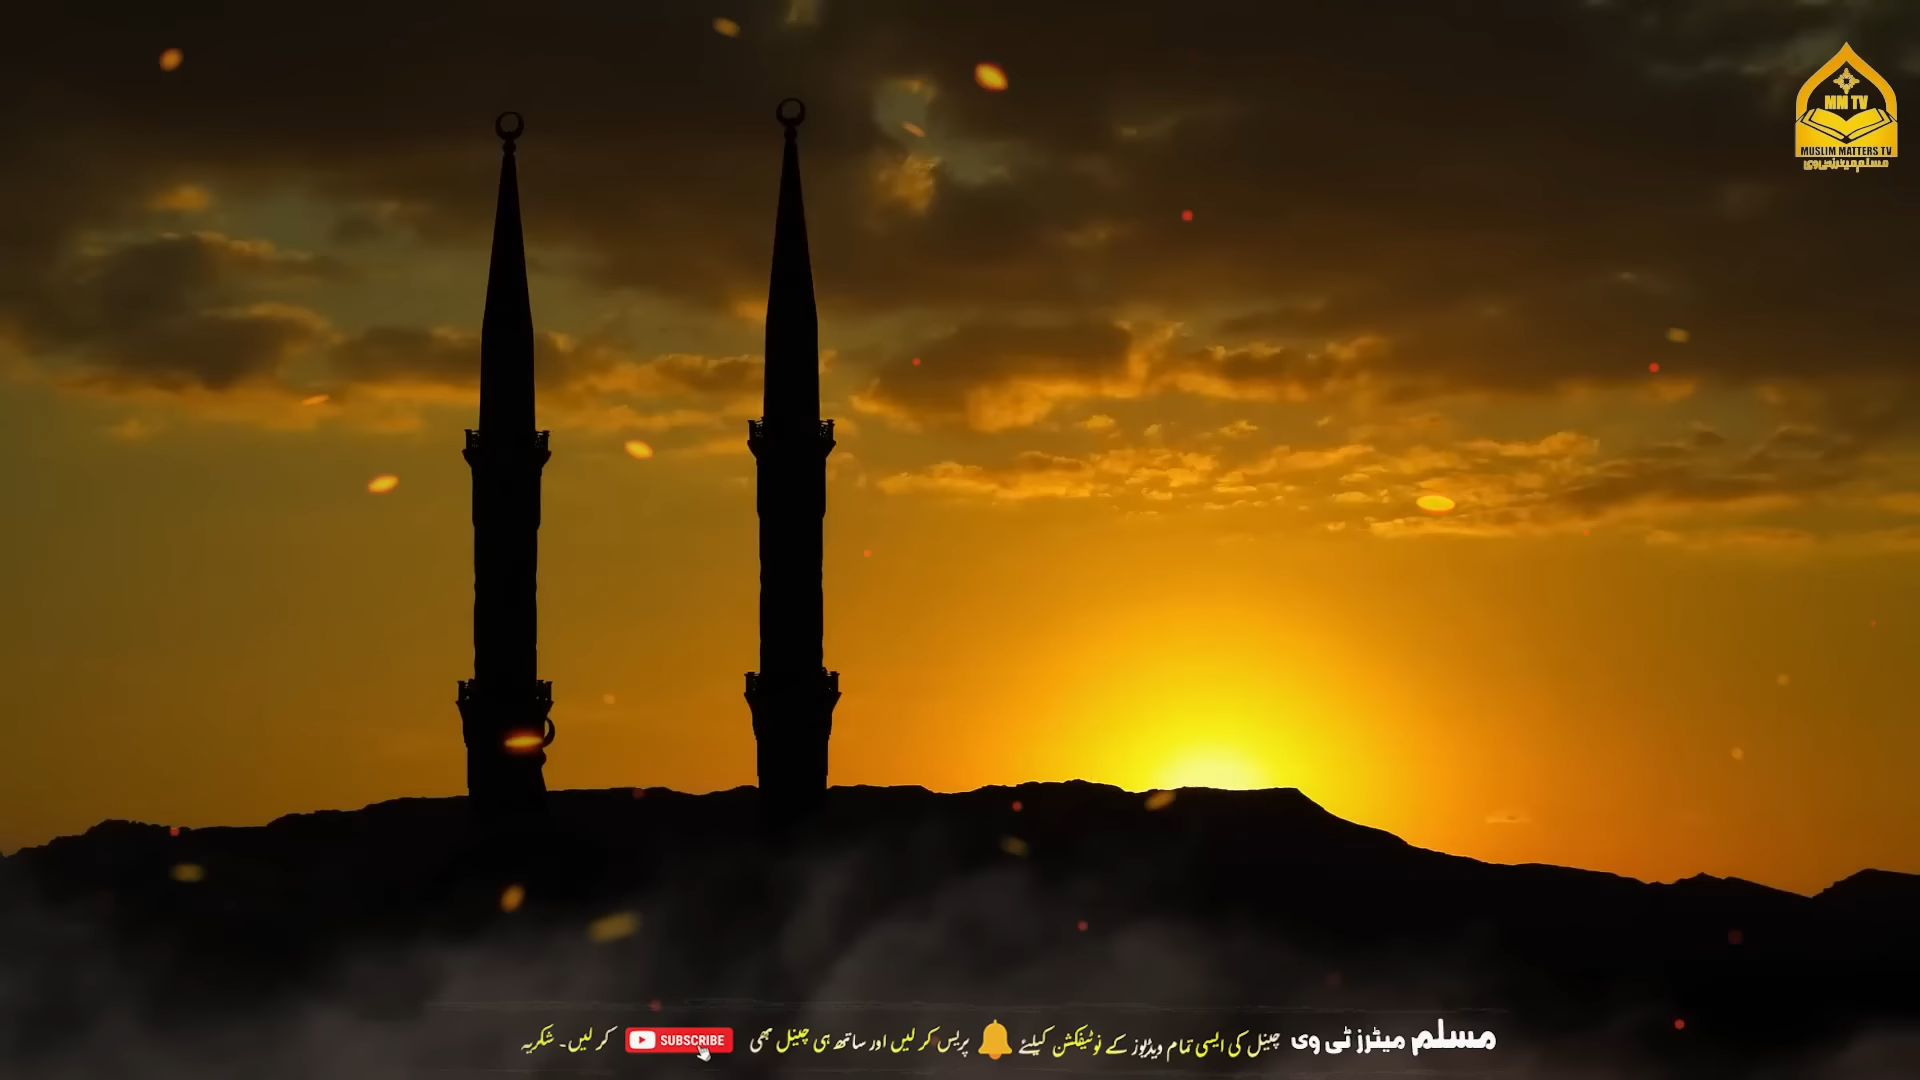 MM TV
MUSLIM MATTERS TV
مسلم میٹرز ٹی وی
مسلم میٹرز ٹی وی چینل کی ایسی تمام ویڈیوز کے نوٹیفکشن کیلئے پریس کر لیں اور ساتھ ہی چینل بھی SUBSCRIBE کر لیں۔ شکریہ